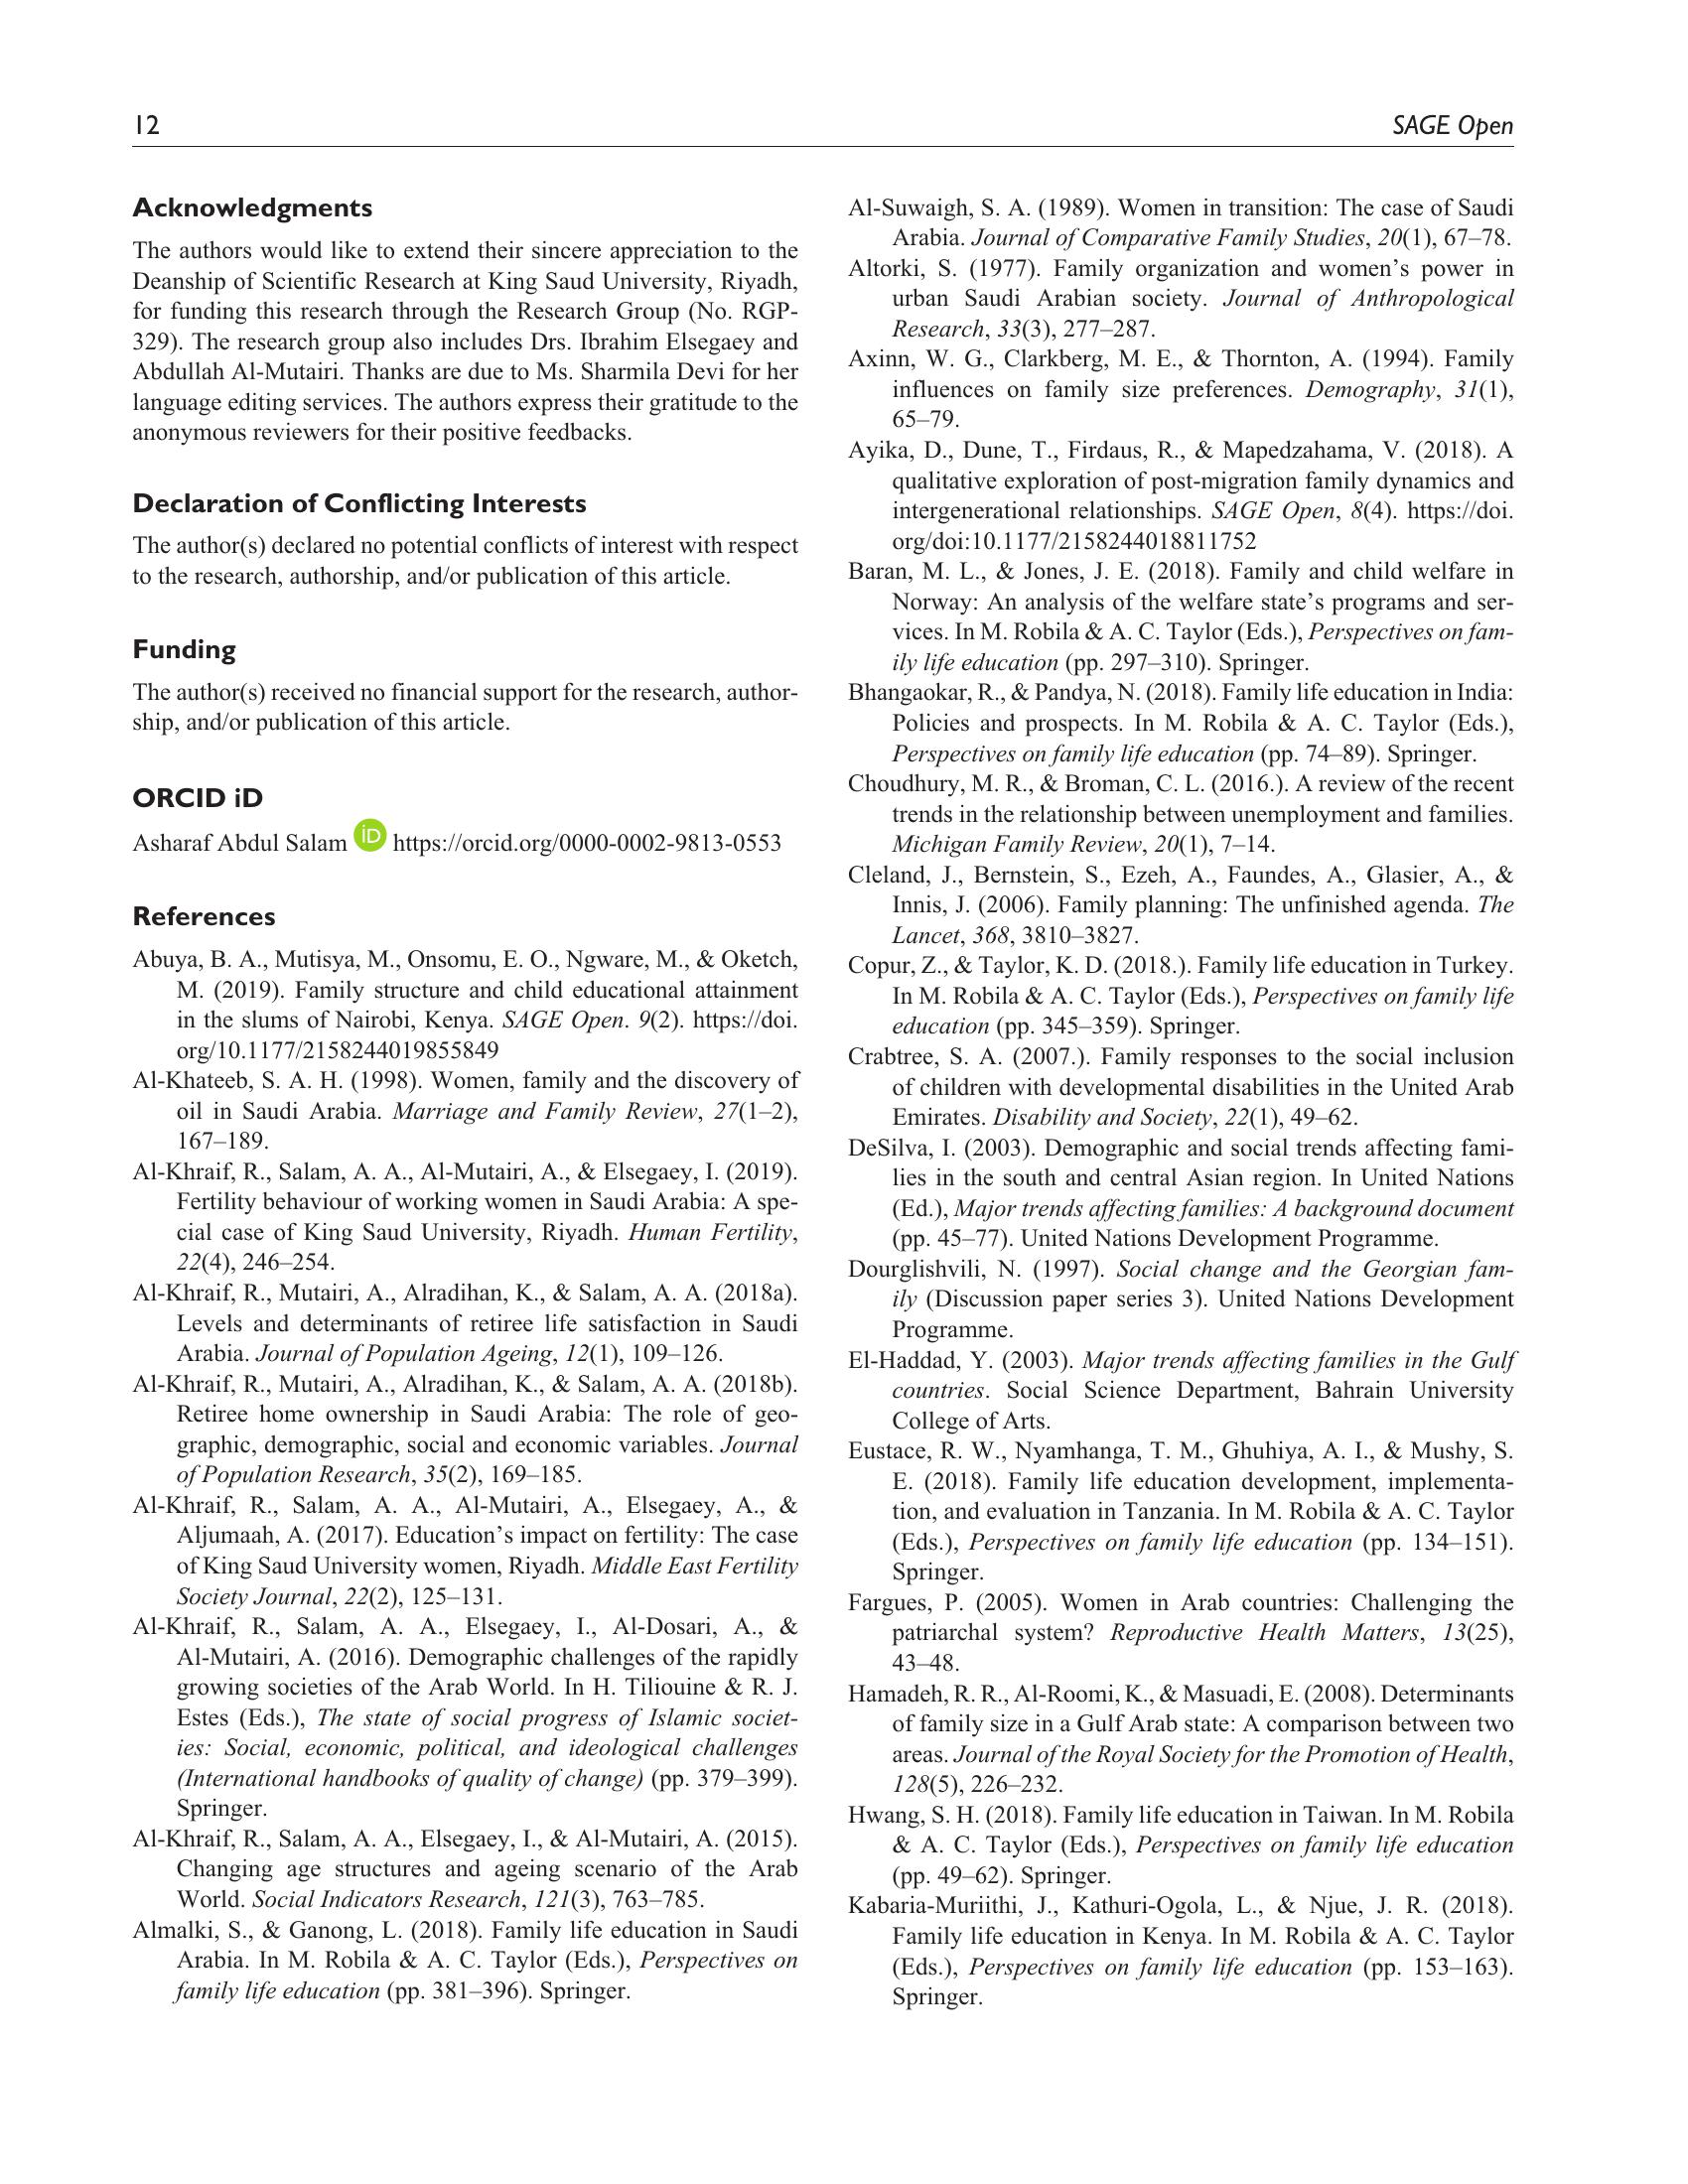 12
SAGE Open
Acknowledgments
The authors would like to extend their sincere appreciation to the
Deanship of Scientific Research at King Saud University, Riyadh,
for funding this research through the Research Group (No. RGP-
329). The research group also includes Drs. Ibrahim Elsegaey and
Abdullah Al-Mutairi. Thanks are due to Ms. Sharmila Devi for her
language editing services. The authors express their gratitude to the
anonymous reviewers for their positive feedbacks.
Declaration of Conflicting Interests
The author(s) declared no potential conflicts of interest with respect
to the research, authorship, and/or publication of this article.
Funding
The author(s) received no financial support for the research, author-
ship, and/or publication of this article.
ORCID iD
Asharaf Abdul Salam iD https://orcid.org/0000-0002-9813-0553
References
Abuya, B. A., Mutisya, M., Onsomu, E. O., Ngware, M., & Oketch,
M. (2019). Family structure and child educational attainment
in the slums of Nairobi, Kenya. SAGE Open. 9(2). https://doi.
org/10.1177/2158244019855849
Al-Khateeb, S. A. H. (1998). Women, family and the discovery of
oil in Saudi Arabia. Marriage and Family Review, 27(1–2),
167–189.
Al-Khraif, R., Salam, A. A., Al-Mutairi, A., & Elsegaey, I. (2019).
Fertility behaviour of working women in Saudi Arabia: A spe-
cial case of King Saud University, Riyadh. Human Fertility,
22(4), 246–254.
Al-Khraif, R., Mutairi, A., Alradihan, K., & Salam, A. A. (2018a).
Levels and determinants of retiree life satisfaction in Saudi
Arabia. Journal of Population Ageing, 12(1), 109–126.
Al-Khraif, R., Mutairi, A., Alradihan, K., & Salam, A. A. (2018b).
Retiree home ownership in Saudi Arabia: The role of geo-
graphic, demographic, social and economic variables. Journal
of Population Research, 35(2), 169–185.
Al-Khraif, R., Salam, A. A., Al-Mutairi, A., Elsegaey, A., &
Aljumaah, A. (2017). Education's impact on fertility: The case
of King Saud University women, Riyadh. Middle East Fertility
Society Journal, 22(2), 125–131.
Al-Khraif, R., Salam, A. A., Elsegaey, I., Al-Dosari, A., &
Al-Mutairi, A. (2016). Demographic challenges of the rapidly
growing societies of the Arab World. In H. Tiliouine & R. J.
Estes (Eds.), The state of social progress of Islamic societ-
ies: Social, economic, political, and ideological challenges
(International handbooks of quality of change) (pp. 379–399).
Springer.
Al-Khraif, R., Salam, A. A., Elsegaey, I., & Al-Mutairi, A. (2015).
Changing age structures and ageing scenario of the Arab
World. Social Indicators Research, 121(3), 763–785.
Almalki, S., & Ganong, L. (2018). Family life education in Saudi
Arabia. In M. Robila & A. C. Taylor (Eds.), Perspectives on
family life education (pp. 381–396). Springer.
Al-Suwaigh, S. A. (1989). Women in transition: The case of Saudi
Arabia. Journal of Comparative Family Studies, 20(1), 67–78.
Altorki, S. (1977). Family organization and women's power in
urban Saudi Arabian society. Journal of Anthropological
Research, 33(3), 277–287.
Axinn, W. G., Clarkberg, M. E., & Thornton, A. (1994). Family
influences on family size preferences. Demography, 31(1),
65–79.
Ayika, D., Dune, T., Firdaus, R., & Mapedzahama, V. (2018). A
qualitative exploration of post-migration family dynamics and
intergenerational relationships. SAGE Open, 8(4). https://doi.
org/doi:10.1177/2158244018811752
Baran, M. L., & Jones, J. E. (2018). Family and child welfare in
Norway: An analysis of the welfare state's programs and ser-
vices. In M. Robila & A. C. Taylor (Eds.), Perspectives on fam-
ily life education (pp. 297–310). Springer.
Bhangaokar, R., & Pandya, N. (2018). Family life education in India:
Policies and prospects. In M. Robila & A. C. Taylor (Eds.),
Perspectives on family life education (pp. 74–89). Springer.
Choudhury, M. R., & Broman, C. L. (2016.). A review of the recent
trends in the relationship between unemployment and families.
Michigan Family Review, 20(1), 7–14.
Cleland, J., Bernstein, S., Ezeh, A., Faundes, A., Glasier, A., &
Innis, J. (2006). Family planning: The unfinished agenda. The
Lancet, 368, 3810–3827.
Copur, Z., & Taylor, K. D. (2018.). Family life education in Turkey.
In M. Robila & A. C. Taylor (Eds.), Perspectives on family life
education (pp. 345–359). Springer.
Crabtree, S. A. (2007.). Family responses to the social inclusion
of children with developmental disabilities in the United Arab
Emirates. Disability and Society, 22(1), 49–62.
DeSilva, I. (2003). Demographic and social trends affecting fami-
lies in the south and central Asian region. In United Nations
(Ed.), Major trends affecting families: A background document
(pp. 45–77). United Nations Development Programme.
Dourglishvili, N. (1997). Social change and the Georgian fam-
ily (Discussion paper series 3). United Nations Development
Programme.
El-Haddad, Y. (2003). Major trends affecting families in the Gulf
countries. Social Science Department, Bahrain University
College of Arts.
Eustace, R. W., Nyamhanga, T. M., Ghuhiya, A. I., & Mushy, S.
E. (2018). Family life education development, implementa-
tion, and evaluation in Tanzania. In M. Robila & A. C. Taylor
(Eds.), Perspectives on family life education (pp. 134–151).
Springer.
Fargues, P. (2005). Women in Arab countries: Challenging the
patriarchal system? Reproductive Health Matters, 13(25),
43–48.
Hamadeh, R. R., Al-Roomi, K., & Masuadi, E. (2008). Determinants
of family size in a Gulf Arab state: A comparison between two
areas. Journal of the Royal Society for the Promotion of Health,
128(5), 226–232.
Hwang, S. H. (2018). Family life education in Taiwan. In M. Robila
& A. C. Taylor (Eds.), Perspectives on family life education
(pp. 49–62). Springer.
Kabaria-Muriithi, J., Kathuri-Ogola, L., & Njue, J. R. (2018).
Family life education in Kenya. In M. Robila & A. C. Taylor
(Eds.), Perspectives on family life education (pp. 153–163).
Springer.